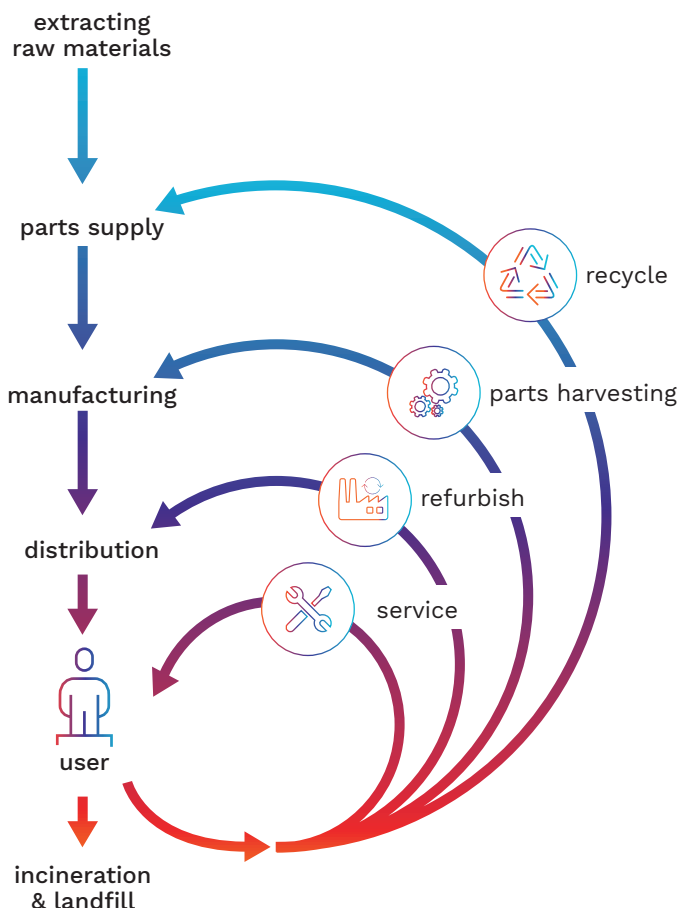 extracting
raw materials
parts supply
recycle
manufacturing
parts harvesting
refurbish
distribution
service
user
incineration
& landfill